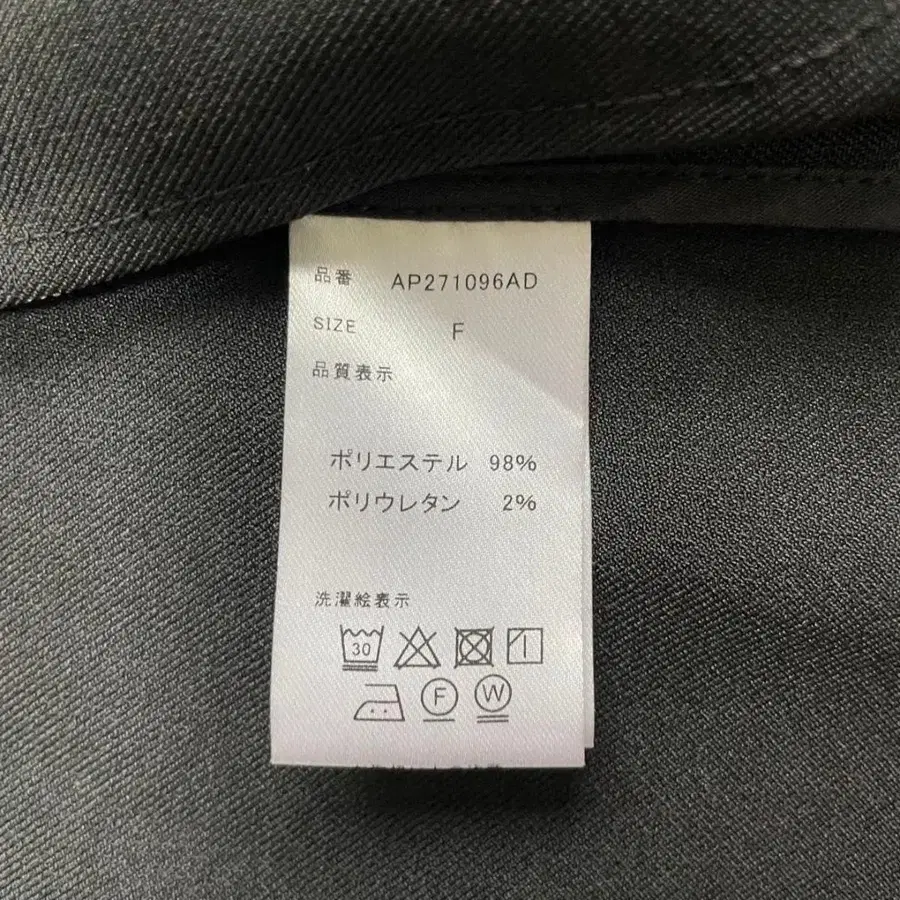 品番 AP271096AD
SIZE F
品質表示
ポリエステル 98%
ポリウレタン 2%
洗濯絵表示
30
F W